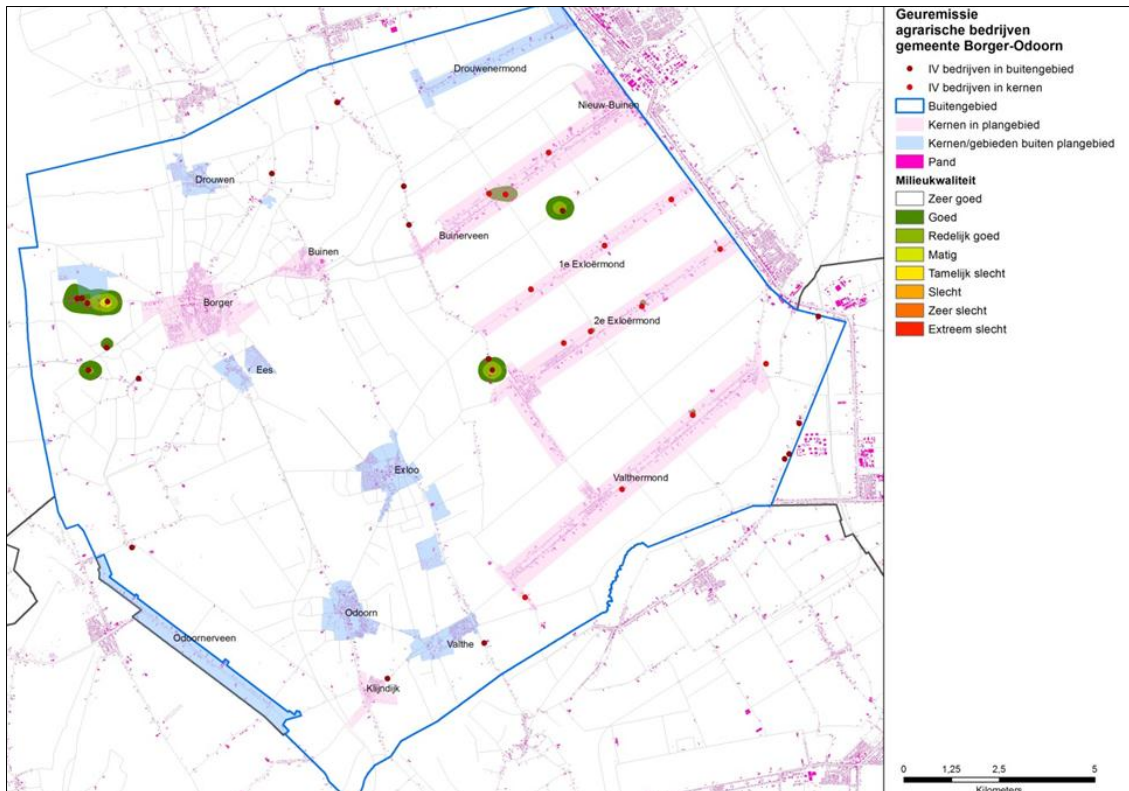 Geuremissie
agrarische bedrijven
gemeente Borger-Odoorn
IV bedrijven in buitengebied
IV bedrijven in kernen
Buitengebied
Kernen in plangebied
Kernen/gebieden buiten plangebied
Pand
Milieukwaliteit
Zeer goed
Goed
Redelijk goed
Matig
Tamelijk slecht
Slecht
Zeer slecht
Extreem slecht
Drouwenermond
Nieuw-Buinen
Drouwen
Buinerveen
Buinen
1e Exloërmond
Borger
2e Exloërmond
Ees
Exloo
Valthermond
Odoorn
Odoornerveen
Valthe
Klijndijk
0 1,25 2,5 5
Kilometers